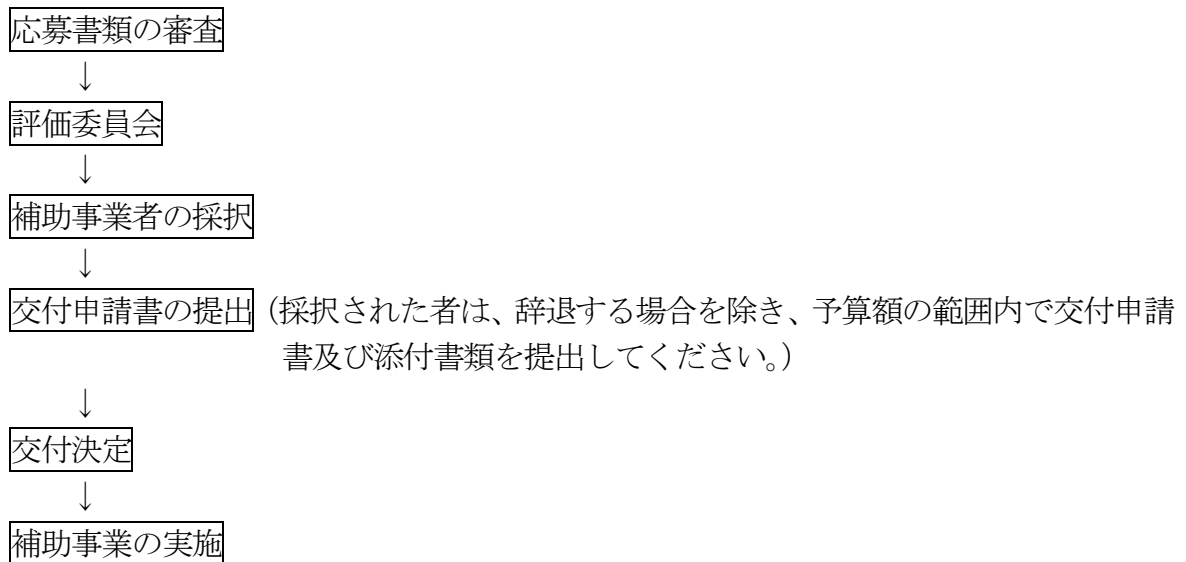 応募書類の審査
↓
評価委員会
↓
補助事業者の採択
↓
交付申請書の提出（採択された者は、辞退する場合を除き、予算額の範囲内で交付申請
書及び添付書類を提出してください。）
↓
交付決定
↓
補助事業の実施